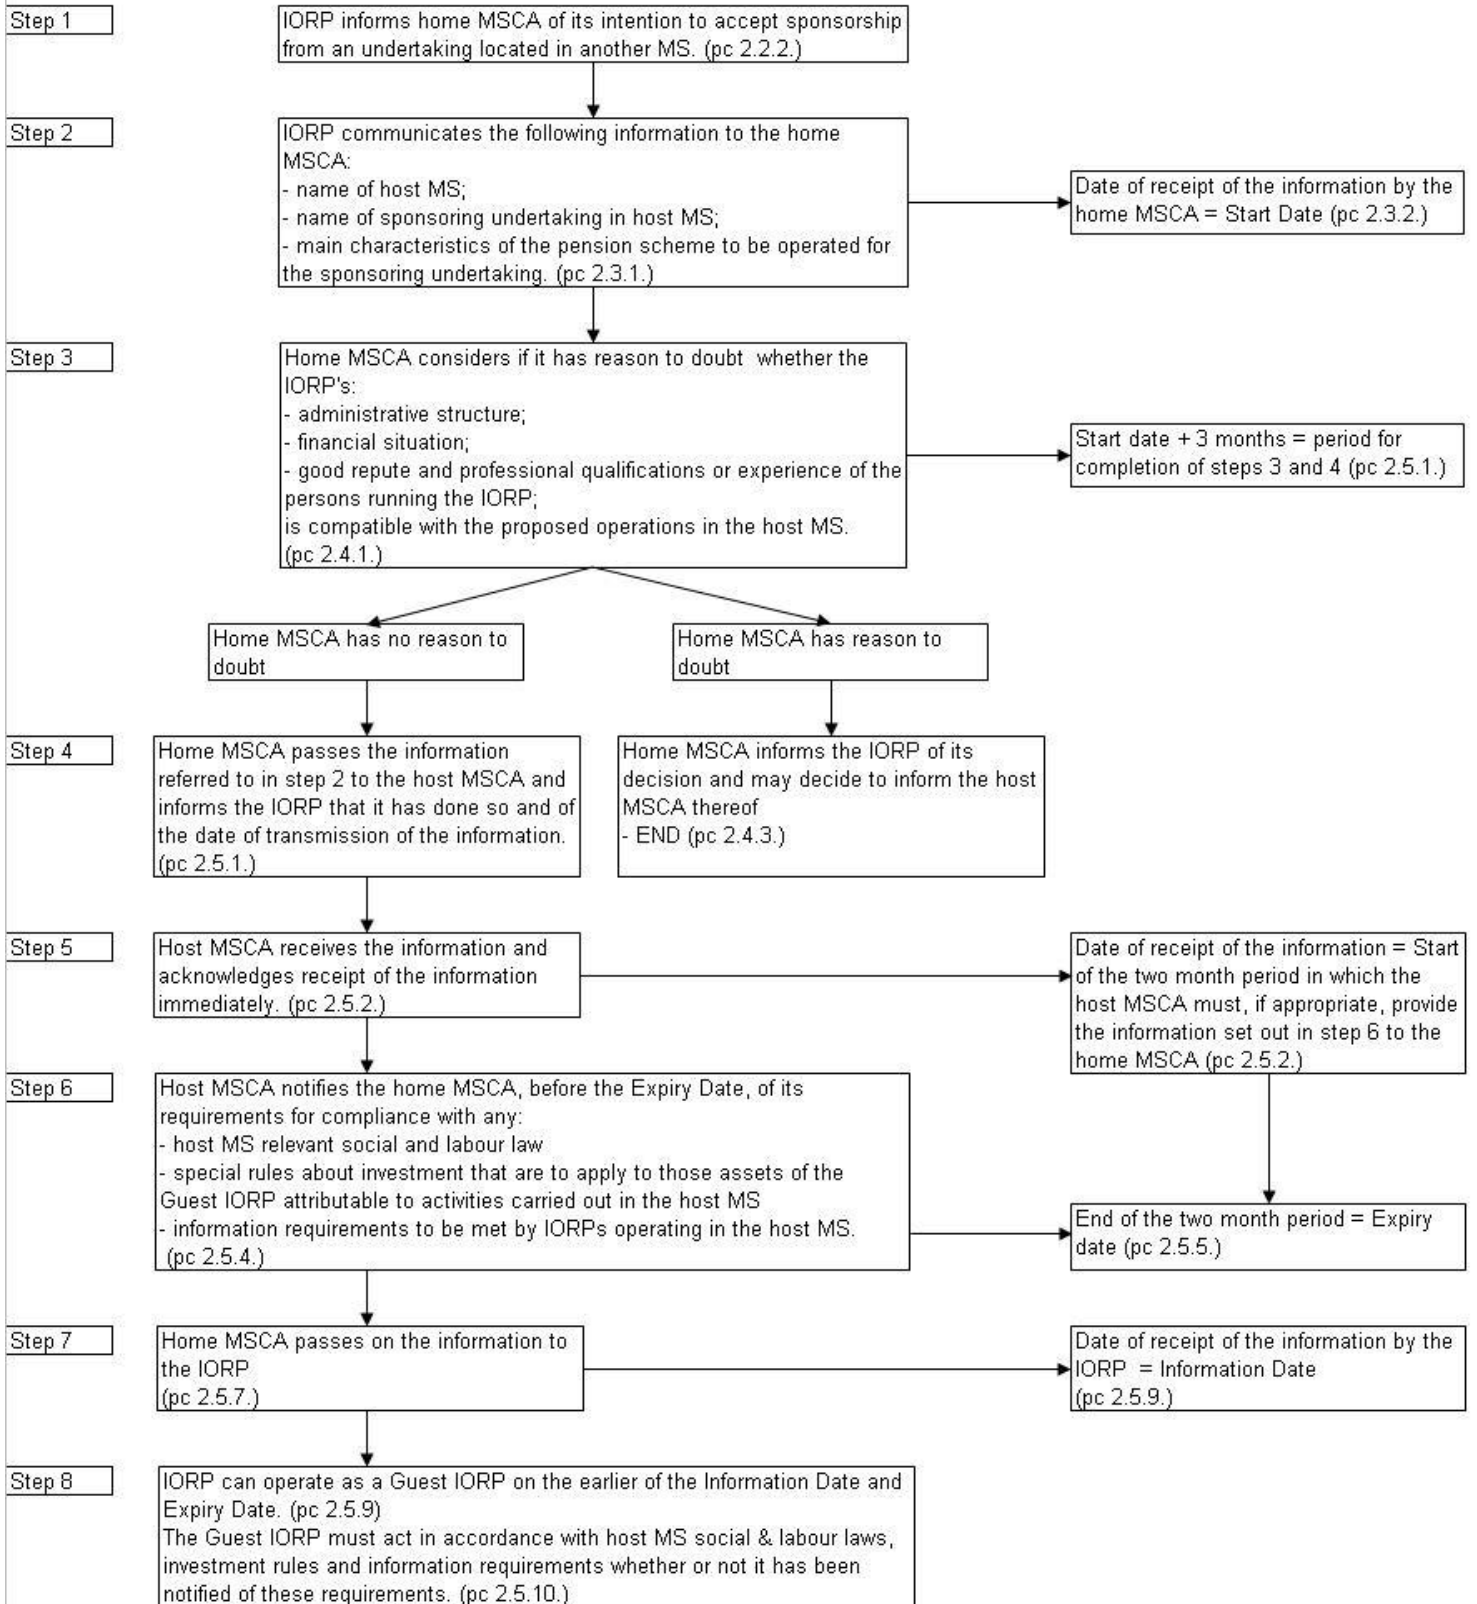 Step 1
IORP informs home MSCA of its intention to accept sponsorship
from an undertaking located in another MS. (pc 2.2.2.)
Step 2
IORP communicates the following information to the home
MSCA:
- name of host MS;
- name of sponsoring undertaking in host MS;
- main characteristics of the pension scheme to be operated for
the sponsoring undertaking. (pc 2.3.1.)
Date of receipt of the information by the
home MSCA = Start Date (pc 2.3.2.)
Step 3
Home MSCA considers if it has reason to doubt whether the
IORP's:
- administrative structure;
- financial situation;
- good repute and professional qualifications or experience of the
persons running the IORP;
is compatible with the proposed operations in the host MS.
(pc 2.4.1.)
Start date + 3 months = period for
completion of steps 3 and 4 (pc 2.5.1.)
Home MSCA has no reason to
doubt
Home MSCA has reason to
doubt
Step 4
Home MSCA passes the information
referred to in step 2 to the host MSCA and
informs the IORP that it has done so and of
the date of transmission of the information.
(pc 2.5.1.)
Home MSCA informs the IORP of its
decision and may decide to inform the host
MSCA thereof
- END (pc 2.4.3.)
Step 5
Host MSCA receives the information and
acknowledges receipt of the information
immediately. (pc 2.5.2.)
Date of receipt of the information = Start
of the two month period in which the
host MSCA must, if appropriate, provide
the information set out in step 6 to the
home MSCA (pc 2.5.2.)
Step 6
Host MSCA notifies the home MSCA, before the Expiry Date, of its
requirements for compliance with any:
- host MS relevant social and labour law
- special rules about investment that are to apply to those assets of the
Guest IORP attributable to activities carried out in the host MS
- information requirements to be met by IORPs operating in the host MS.
(pc 2.5.4.)
End of the two month period = Expiry
date (pc 2.5.5.)
Step 7
Home MSCA passes on the information to
the IORP
(pc 2.5.7.)
Date of receipt of the information by the
IORP = Information Date
(pc 2.5.9.)
Step 8
IORP can operate as a Guest IORP on the earlier of the Information Date and
Expiry Date. (pc 2.5.9)
The Guest IORP must act in accordance with host MS social & labour laws,
investment rules and information requirements whether or not it has been
notified of these requirements. (pc 2.5.10.)